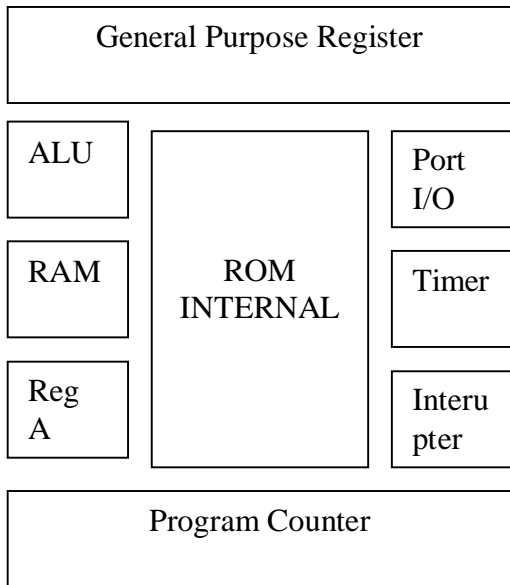 General Purpose Register
ALU
RAM
Reg
A
ROM
INTERNAL
Port
I/O
Timer
Interu
pter
Program Counter